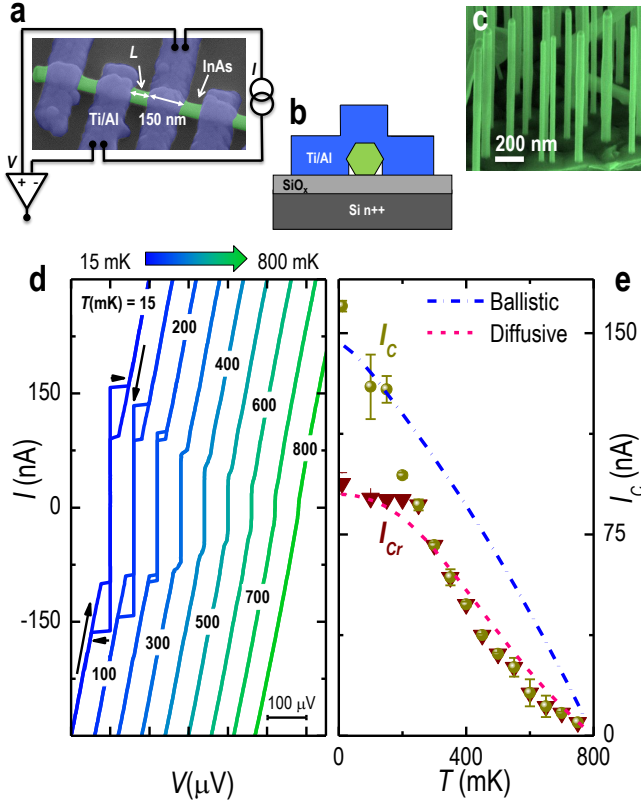 a
L
InAs
I
Ti/Al
150 nm
V
+ -
b
Ti/Al
SiOx
Si n++
c
200 nm
15 mK
800 mK
d
T(mK) = 15
200
400
600
800
100
300
500
700
150
0
-150
I (nA)
100 μV
V(μV)
e
Ballistic
Diffusive
IC
ICr
150
75
0
IC (nA)
0
400
800
T (mK)